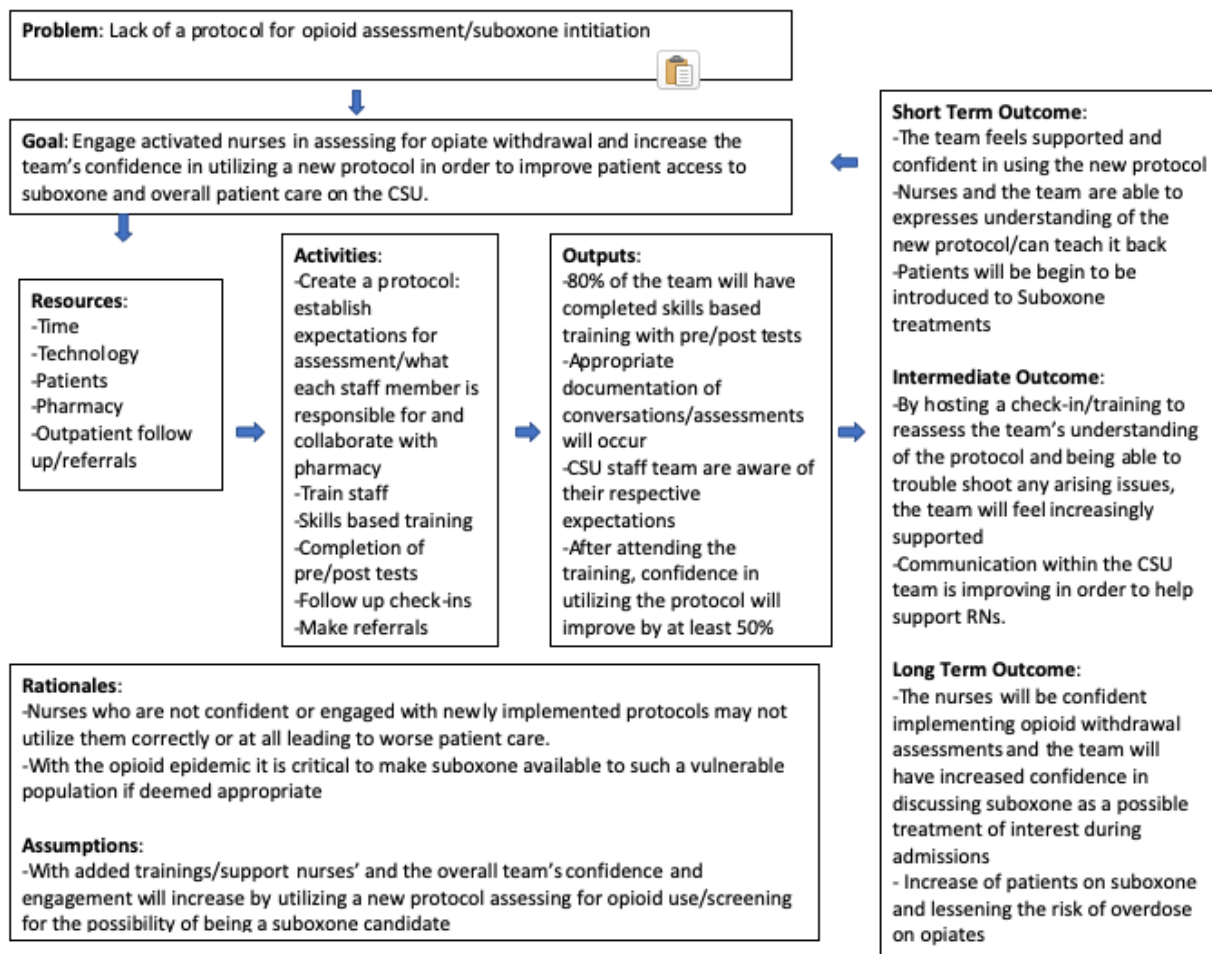 Problem: Lack of a protocol for opioid assessment/suboxone intitiation
Goal: Engage activated nurses in assessing for opiate withdrawal and increase the
team's confidence in utilizing a new protocol in order to improve patient access to
suboxone and overall patient care on the CSU.
Resources:
-Time
-Technology
-Patients
-Pharmacy
-Outpatient follow
up/referrals
Activities:
-Create a protocol:
establish
expectations for
assessment/what
each staff member is
responsible for and
collaborate with
pharmacy
-Train staff
-Skills based training
-Completion of
pre/post tests
-Follow up check-ins
-Make referrals
Outputs:
-80% of the team will have
completed skills based
training with pre/post tests
-Appropriate
documentation of
conversations/assessments
will occur
-CSU staff team are aware of
their respective
expectations
-After attending the
training, confidence in
utilizing the protocol will
improve by at least 50%
Short Term Outcome:
-The team feels supported and
confident in using the new
protocol
-Nurses and the team are able to
expresses understanding of the
new protocol/can teach it back
-Patients will be begin to be
introduced to Suboxone
treatments
Intermediate Outcome:
-By hosting a check-in/training to
reassess the team's understanding
of the protocol and being able to
trouble shoot any arising issues,
the team will feel increasingly
supported
-Communication within the CSU
team is improving in order to help
support RNs.
Long Term Outcome:
-The nurses will be confident
implementing opioid withdrawal
assessments and the team will
have increased confidence in
discussing suboxone as a possible
treatment of interest during
admissions
- Increase of patients on suboxone
and lessening the risk of overdose
on opiates
Rationales:
-Nurses who are not confident or engaged with newly implemented protocols may not
utilize them correctly or at all leading to worse patient care.
-With the opioid epidemic it is critical to make suboxone available to such a vulnerable
population if deemed appropriate
Assumptions:
-With added trainings/support nurses' and the overall team's confidence and
engagement will increase by utilizing a new protocol assessing for opioid use/screening
for the possibility of being a suboxone candidate